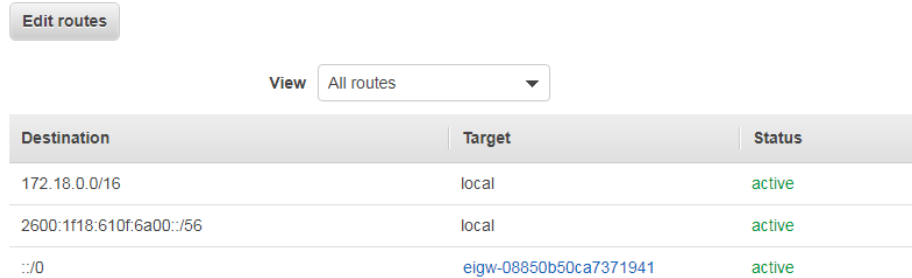 Edit routes
View All routes
Destination Target Status
172.18.0.0/16 local active
2600:1f18:610f:6a00::/56 local active
::/0 eigw-08850b50ca7371941 active